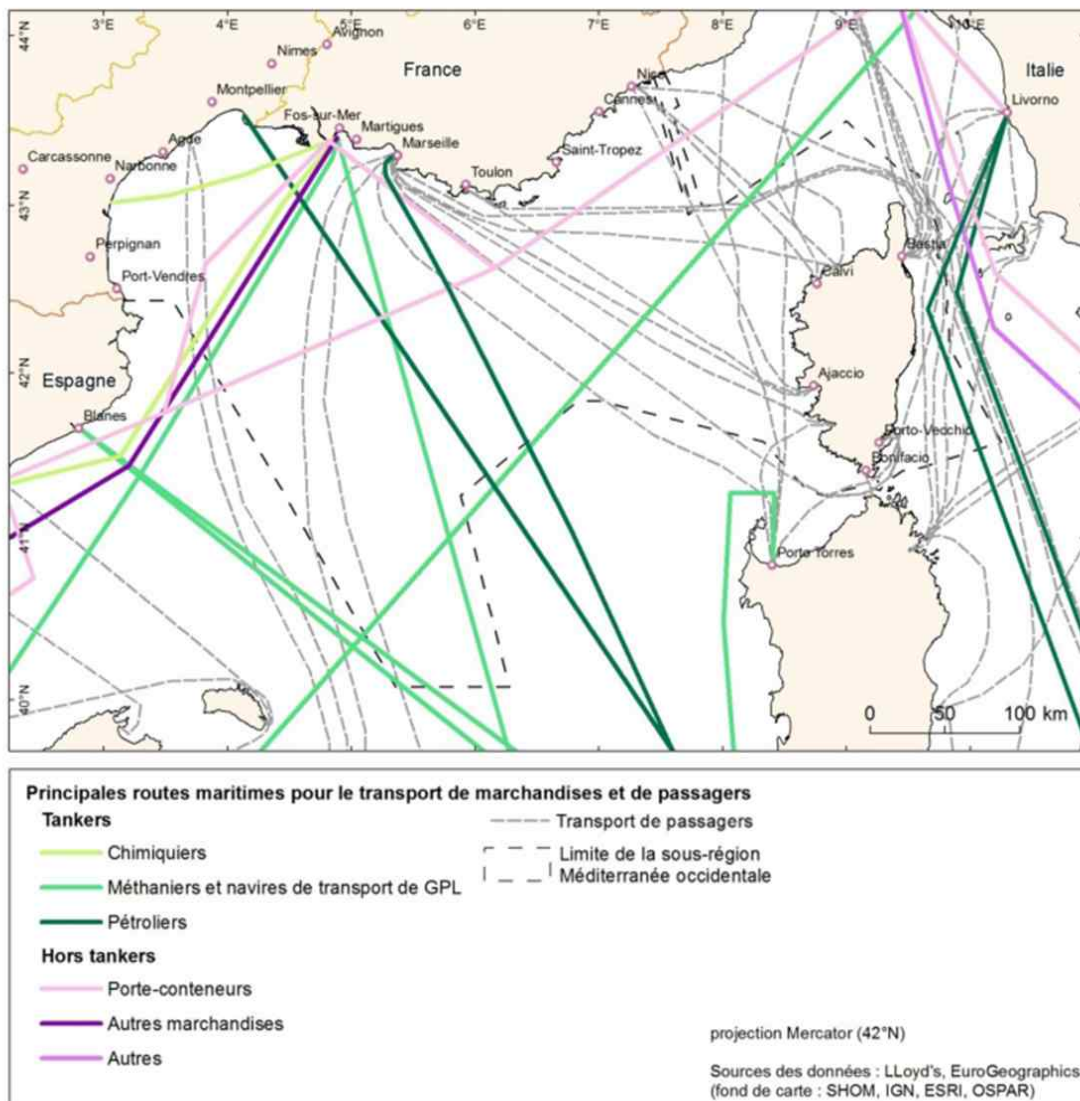 3°E 4°E 5°E 6°E 7°E 8°E 9°E 10°E
44°N
Avignon
Nimes
France
Italie
Montpellier
Nice
Cannes
Livorno
Fos-sur-Mer
Martigues
Agde
Marseille
Carcassonne
Narbonne
Saint-Tropez
Toulon
43°N
Perpignan
Bastia
Port-Vendres
Calvi
42°N
Espagne
Ajaccio
Blanes
Porto-Vecchio
Bonifacio
41°N
Porto Torres
40°N
0 50 100 km
Principales routes maritimes pour le transport de marchandises et de passagers
Tankers
Chimiquiers
Méthaniers et navires de transport de GPL
Pétroliers
Hors tankers
Porte-conteneurs
Autres marchandises
Autres
Transport de passagers
Limite de la sous-région
Méditerranée occidentale
projection Mercator (42°N)
Sources des données : LLoyd's, EuroGeographics
(fond de carte : SHOM, IGN, ESRI, OSPAR)